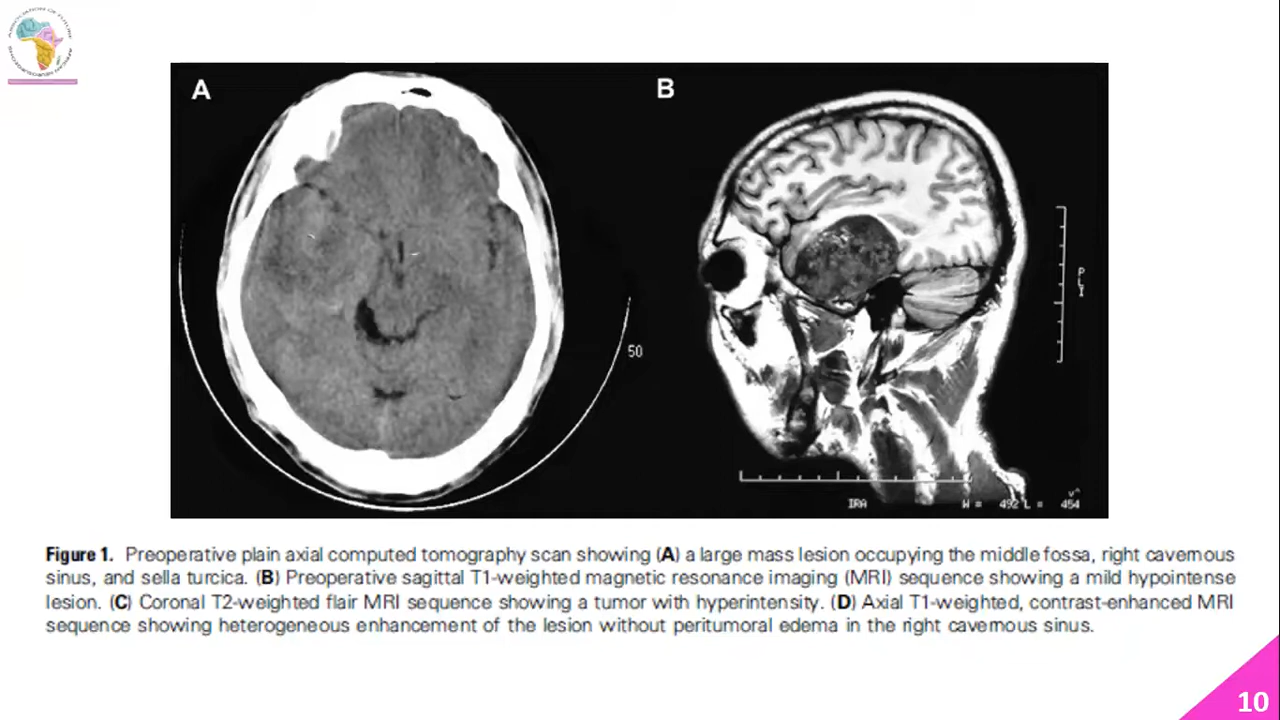 A
B
50
P
L
I
IRA
W = 492 L = 454
v^
Figure 1. Preoperative plain axial computed tomography scan showing (A) a large mass lesion occupying the middle fossa, right cavernous
sinus, and sella turcica. (B) Preoperative sagittal T1-weighted magnetic resonance imaging (MRI) sequence showing a mild hypointense
lesion. (C) Coronal T2-weighted flair MRI sequence showing a tumor with hyperintensity. (D) Axial T1-weighted, contrast-enhanced MRI
sequence showing heterogeneous enhancement of the lesion without peritumoral edema in the right cavernous sinus.
10